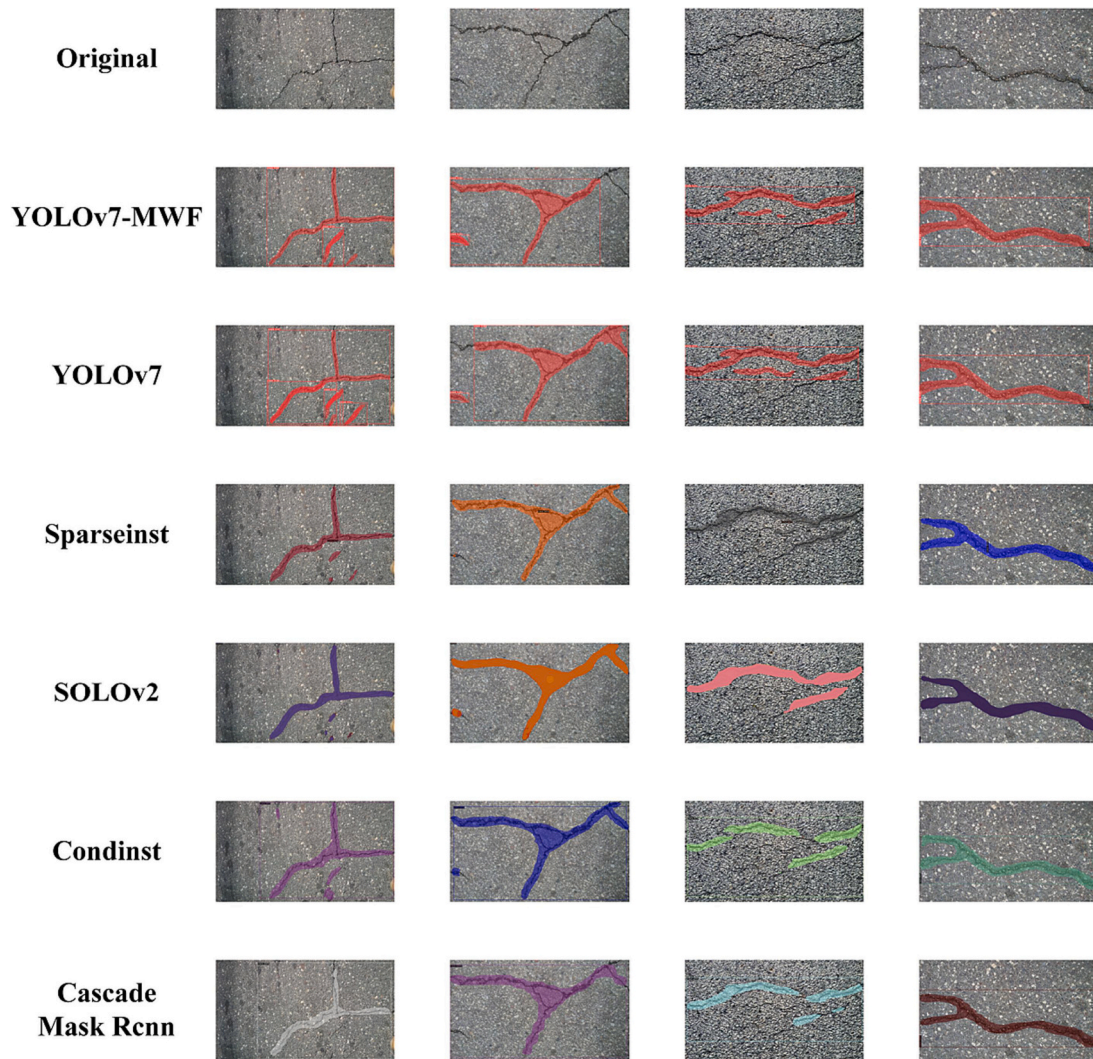 Original
YOLOv7-MWF
YOLOv7
Sparseinst
SOLOv2
Condinst
Cascade
Mask Rcnn